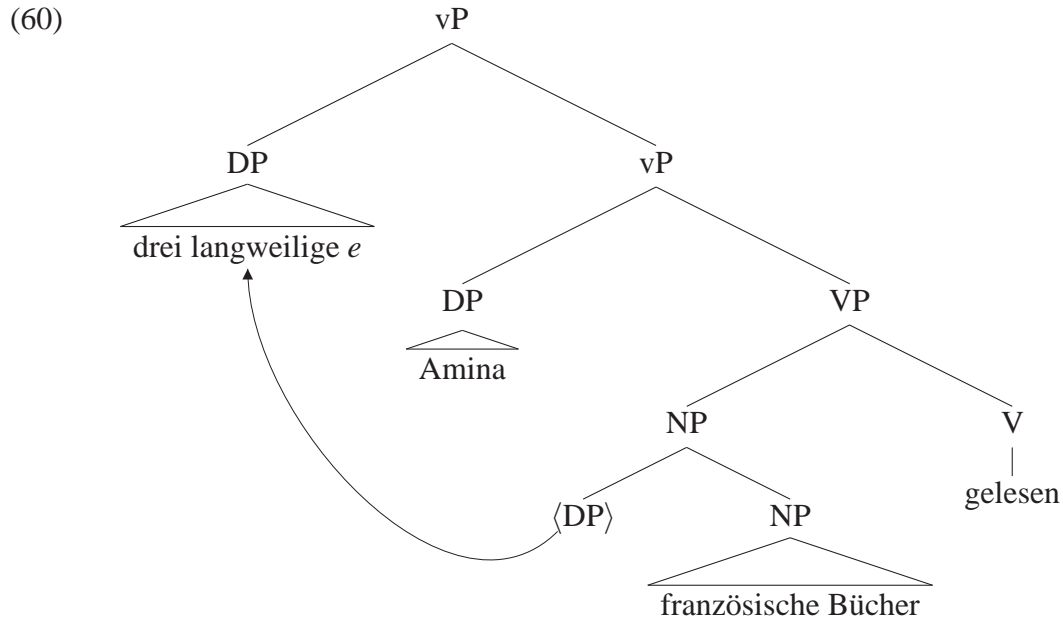 (60) vP
DP vP
drei langweilige e
DP VP
Amina
NP V
⟨DP⟩ NP gelesen
französische Bücher